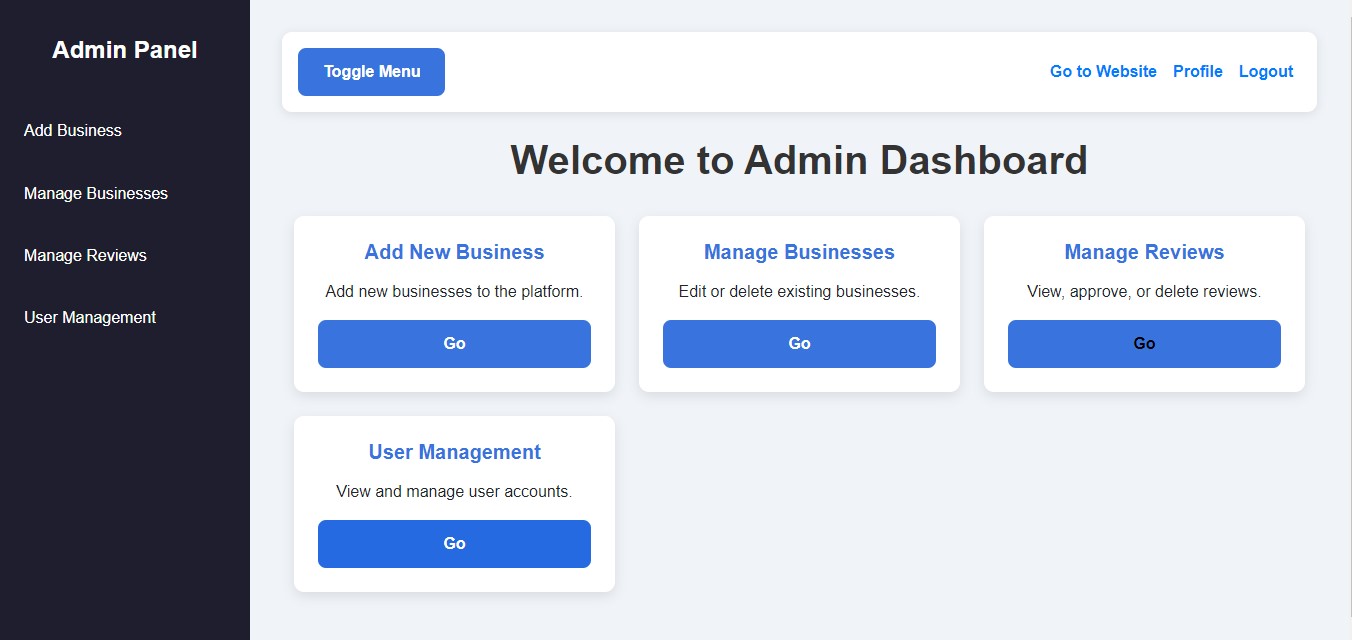 Admin Panel
Add Business
Manage Businesses
Manage Reviews
User Management
Toggle Menu
Go to Website
Profile
Logout
Welcome to Admin Dashboard
Add New Business
Add new businesses to the platform.
Go
Manage Businesses
Edit or delete existing businesses.
Go
Manage Reviews
View, approve, or delete reviews.
Go
User Management
View and manage user accounts.
Go